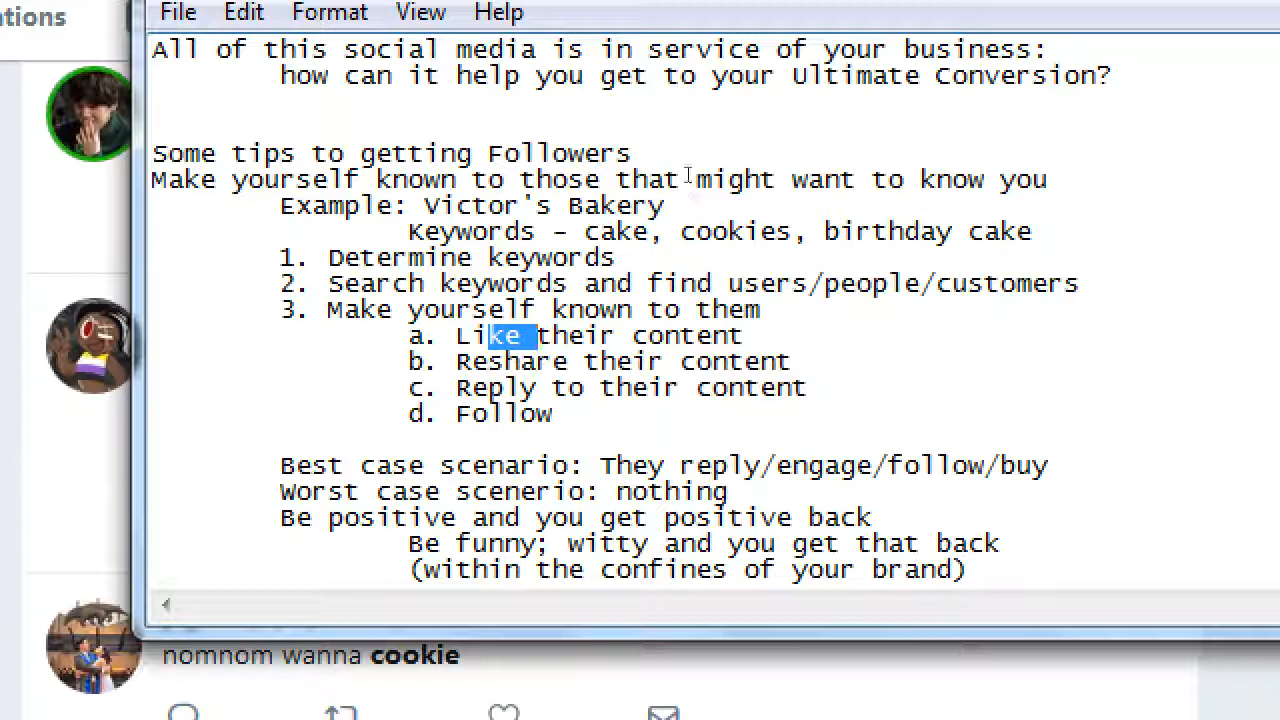 ations
File Edit Format View Help
All of this social media is in service of your business:
how can it help you get to your Ultimate Conversion?
Some tips to getting Followers
Make yourself known to those that might want to know you
Example: Victor's Bakery
Keywords - cake, cookies, birthday cake
1. Determine keywords
2. Search keywords and find users/people/customers
3. Make yourself known to them
a. Like their content
b. Reshare their content
c. Reply to their content
d. Follow
Best case scenario: They reply/engage/follow/buy
Worst case scenerio: nothing
Be positive and you get positive back
Be funny; witty and you get that back
(within the confines of your brand)
nomnom wanna cookie